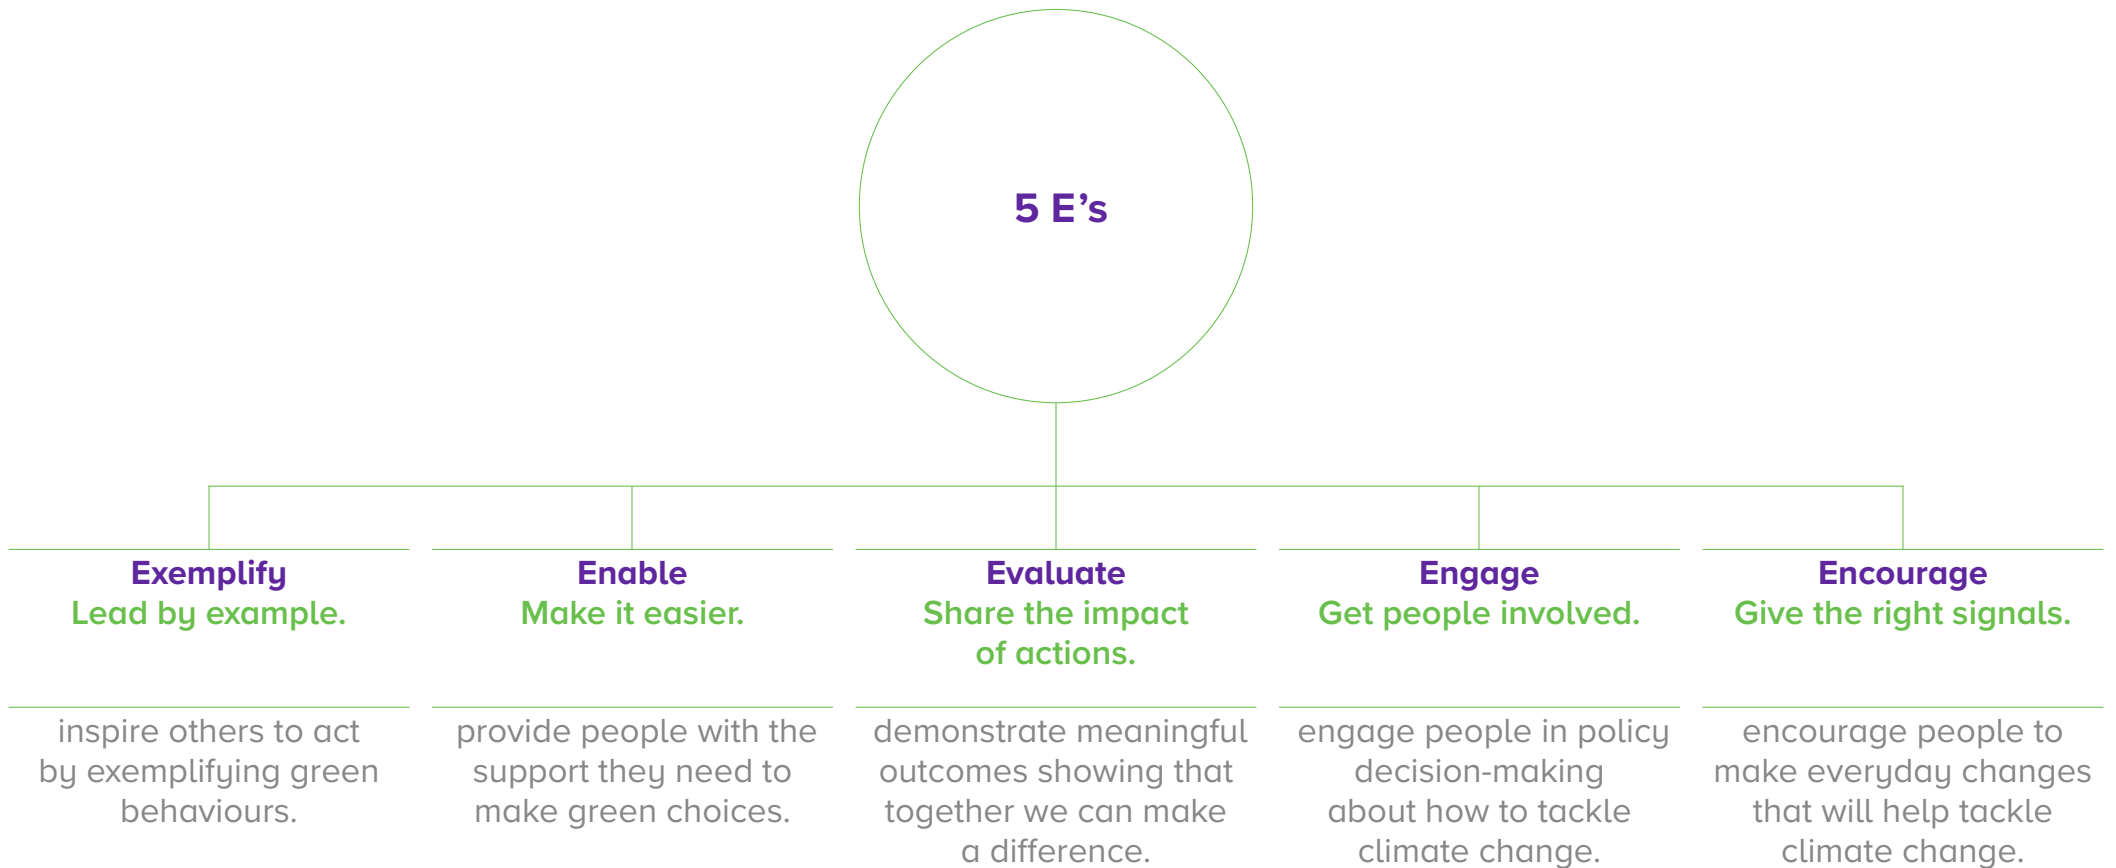 5 E’s
Exemplify
Lead by example.
inspire others to act
by exemplifying green
behaviours.
Enable
Make it easier.
provide people with the
support they need to
make green choices.
Evaluate
Share the impact
of actions.
demonstrate meaningful
outcomes showing that
together we can make
a difference.
Engage
Get people involved.
engage people in policy
decision-making
about how to tackle
climate change.
Encourage
Give the right signals.
encourage people to
make everyday changes
that will help tackle
climate change.